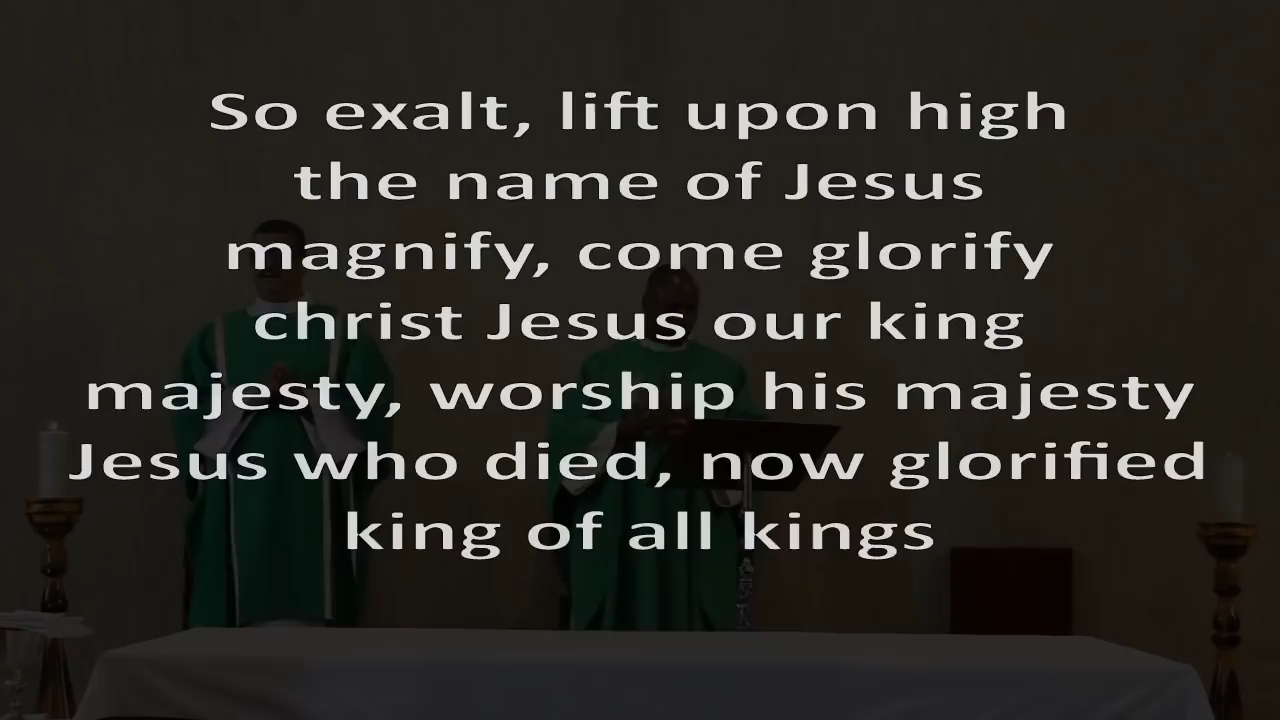 So exalt, lift upon high
the name of Jesus
magnify, come glorify
christ Jesus our king
majesty, worship his majesty
Jesus who died, now glorified
king of all kings